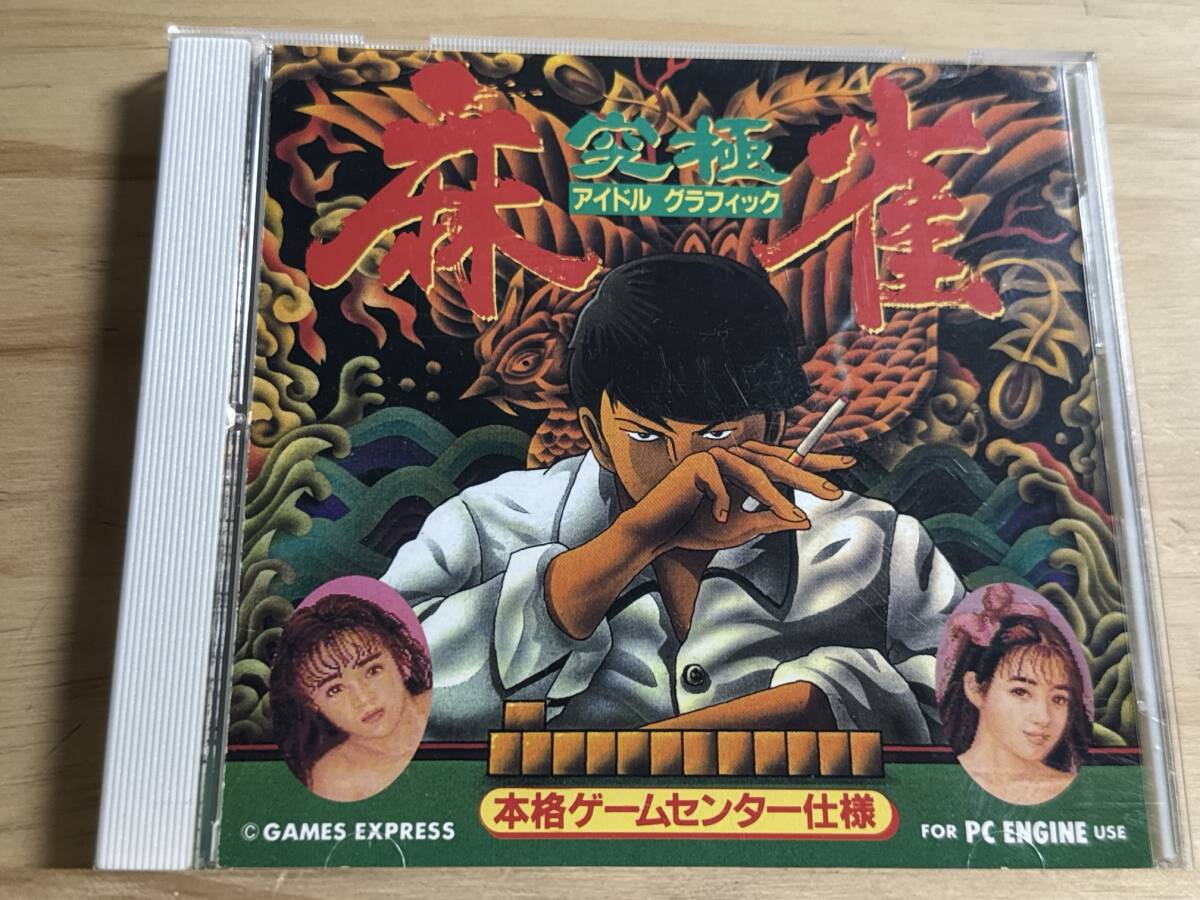 麻雀
究極
アイドル グラフィック
本格ゲームセンター仕様
© GAMES EXPRESS
FOR PC ENGINE USE